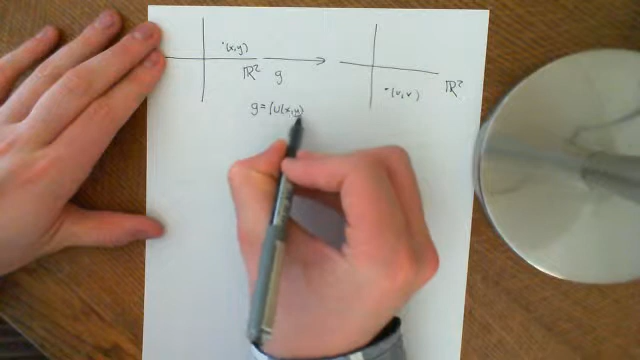 (x,y)
ℝ² g
(u,v) ℝ²
g = (u(x,y)